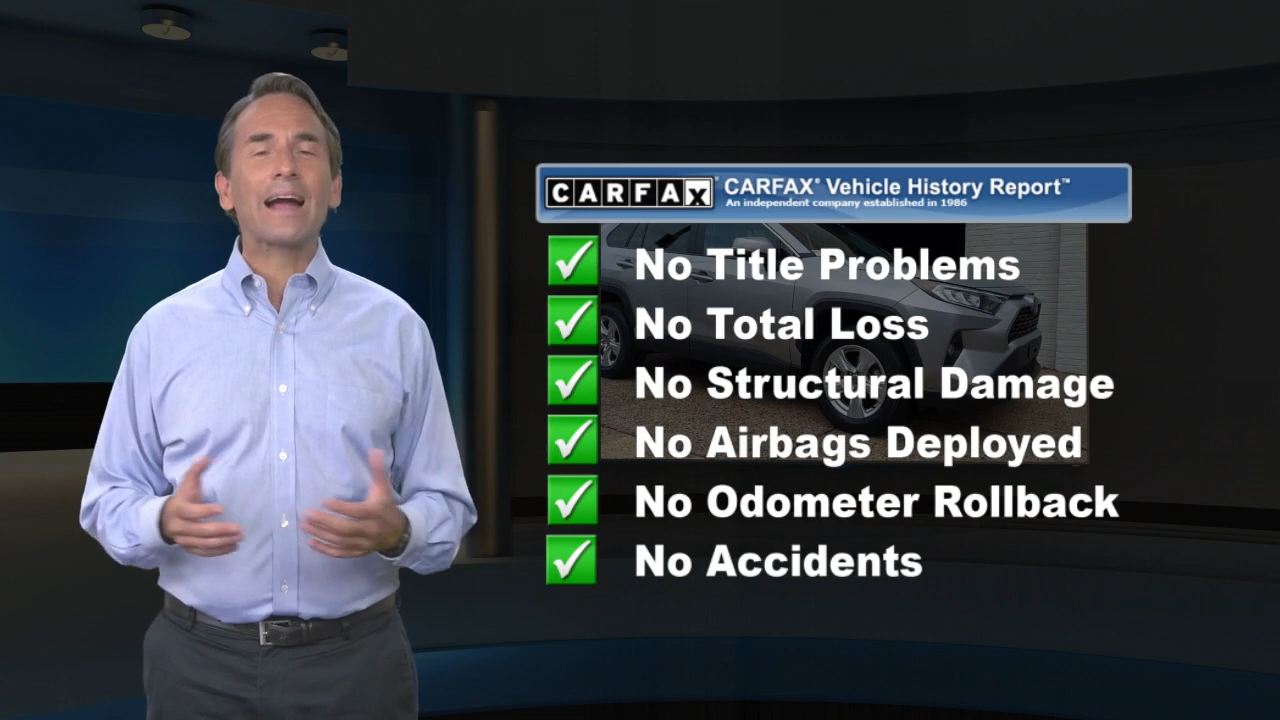 CARFAX CARFAX® Vehicle History Report™
An independent company established in 1986
No Title Problems
No Total Loss
No Structural Damage
No Airbags Deployed
No Odometer Rollback
No Accidents